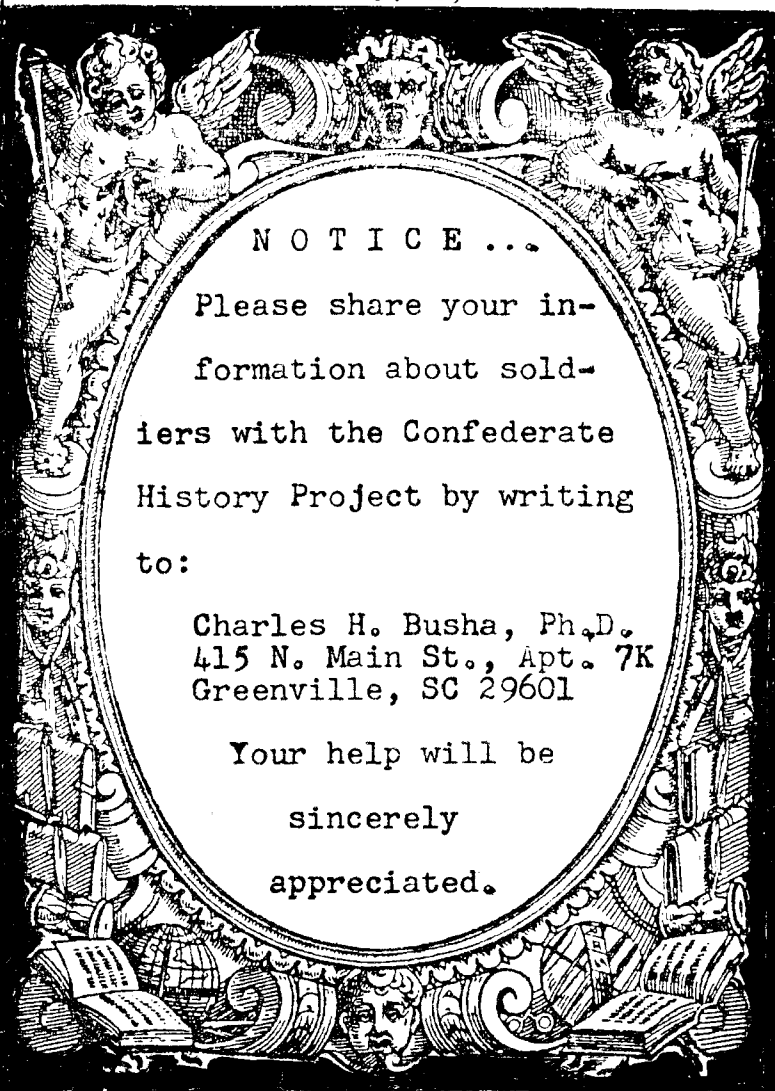 N O T I C E ...
Please share your in-
formation about sold-
iers with the Confederate
History Project by writing
to:
Charles H. Busha, Ph.D.
415 N. Main St., Apt. 7K
Greenville, SC 29601
Your help will be
sincerely
appreciated.